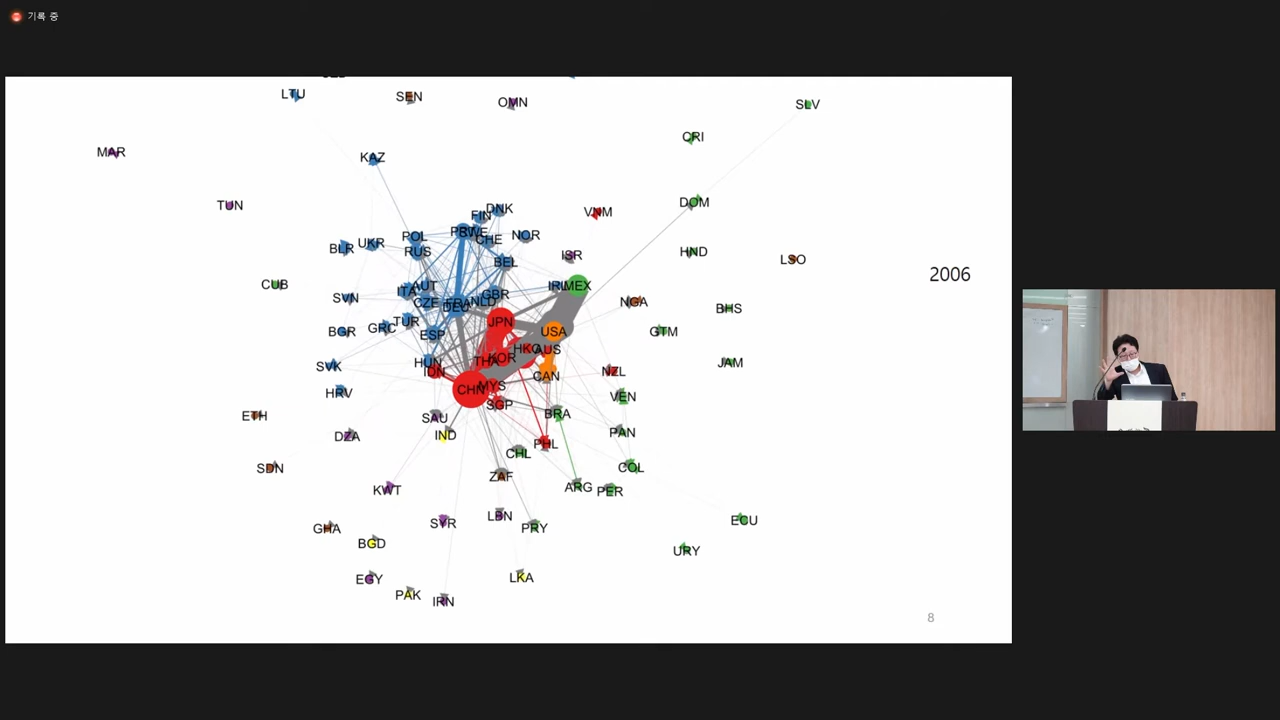 기록 중
LTU
SEN
OMN
SLV
CRI
MAR
KAZ
TUN
DOM
DNK
FIN
VNM
SWE
NOR
CHE
POL
RUS
UKR
BLR
HND
ISR
LSO
BEL
2006
CUB
AUT
ITA
IRL
MEX
GBR
SVN
CZE
FRA
DEU
NLD
NGA
BHS
BGR
GRC
TUR
JPN
USA
GTM
ESP
HKG
AUS
SVK
HUN
IDN
THA
KOR
JAM
CAN
NZL
HRV
CHN
MYS
VEN
SGP
ETH
SAU
BRA
DZA
IND
PHL
PAN
CHL
SDN
ZAF
COL
KWT
ARG
PER
GHA
SYR
LBN
PRY
ECU
BGD
URY
EGY
LKA
PAK
IRN
8